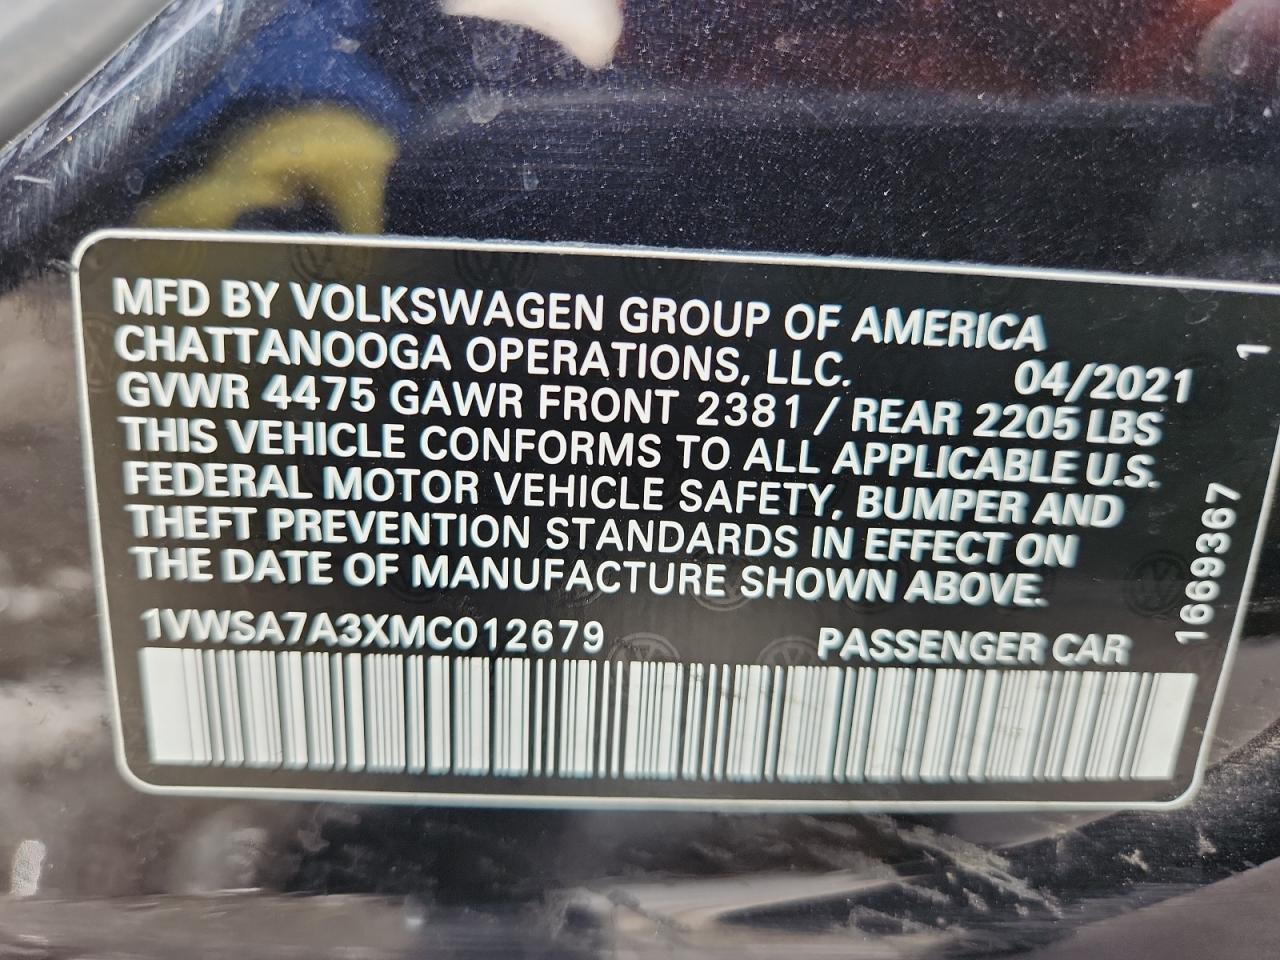 MFD BY VOLKSWAGEN GROUP OF AMERICA
CHATTANOOGA OPERATIONS, LLC. 04/2021
GVWR 4475 GAWR FRONT 2381 / REAR 2205 LBS
THIS VEHICLE CONFORMS TO ALL APPLICABLE U.S.
FEDERAL MOTOR VEHICLE SAFETY, BUMPER AND
THEFT PREVENTION STANDARDS IN EFFECT ON
THE DATE OF MANUFACTURE SHOWN ABOVE.
1VWSA7A3XMC012679 PASSENGER CAR
1669367 1